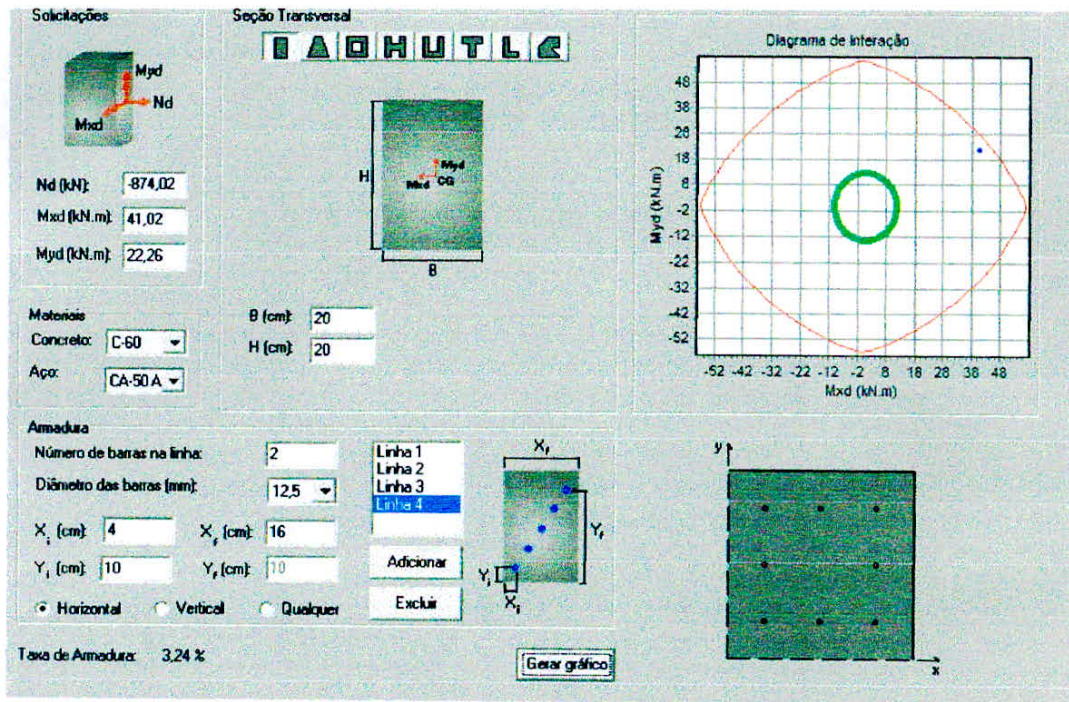 Solicitações
Myd
Nd
Mxd
Nd (kN): -874,02
Mxd (kN.m): 41,02
Myd (kN.m): 22,26
Seção Transversal
H
Myd
Mxd CG
B
B (cm): 20
H (cm): 20
Diagrama de Interação
Myd (kN.m)
48
38
28
18
8
-2
-12
-22
-32
-42
-52
-52 -42 -32 -22 -12 -2 8 18 28 38 48
Mxd (kN.m)
Materiais
Concreto: C-60
Aço: CA-50 A
Armadura
Número de barras na linha: 2
Diâmetro das barras (mm): 12,5
Xi (cm): 4 Xf (cm): 16
Yi (cm): 10 Yf (cm): 10
Horizontal Vertical Qualquer
Linha 1
Linha 2
Linha 3
Linha 4
Adicionar
Excluir
Xf
Yf
Yi
Xi
y
x
Taxa de Armadura: 3,24 %
Gerar gráfico